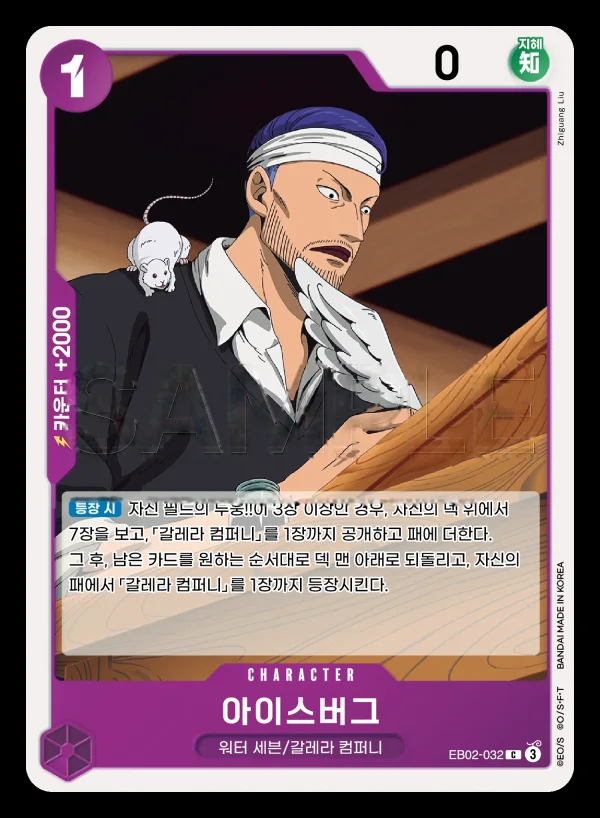 1
0
지혜
知
Zhiguang Liu
카운터 +2000
SAMPLE
등장 시 자신 필드의 두웅!!이 3장 이상인 경우, 자신의 덱 위에서
7장을 보고, 「갈레라 컴퍼니」를 1장까지 공개하고 패에 더한다.
그 후, 남은 카드를 원하는 순서대로 덱 맨 아래로 되돌리고, 자신의
패에서 「갈레라 컴퍼니」를 1장까지 등장시킨다.
CHARACTER
아이스버그
워터 세븐/갈레라 컴퍼니
EB02-032 C 3
©EO/S ©O/S·F·T BANDAI MADE IN KOREA